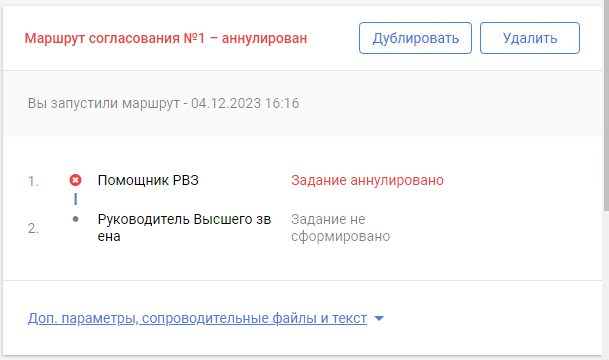 Маршрут согласования №1 – аннулирован
Дублировать
Удалить
Вы запустили маршрут - 04.12.2023 16:16
1.
Помощник РВЗ
Задание аннулировано
2.
Руководитель Высшего зв
ена
Задание не
сформировано
Доп. параметры, сопроводительные файлы и текст